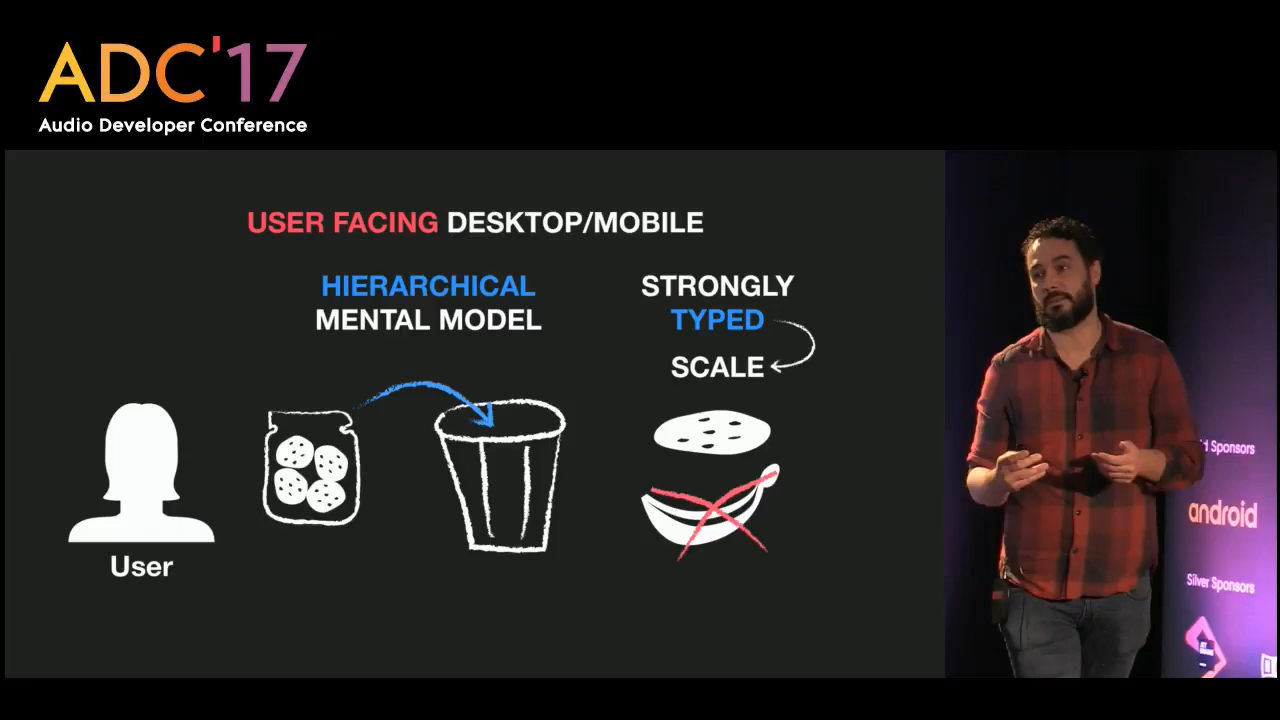 ADC'17
Audio Developer Conference
USER FACING DESKTOP/MOBILE
HIERARCHICAL
MENTAL MODEL
STRONGLY
TYPED
SCALE
User
Sponsors
android
Silver Sponsors